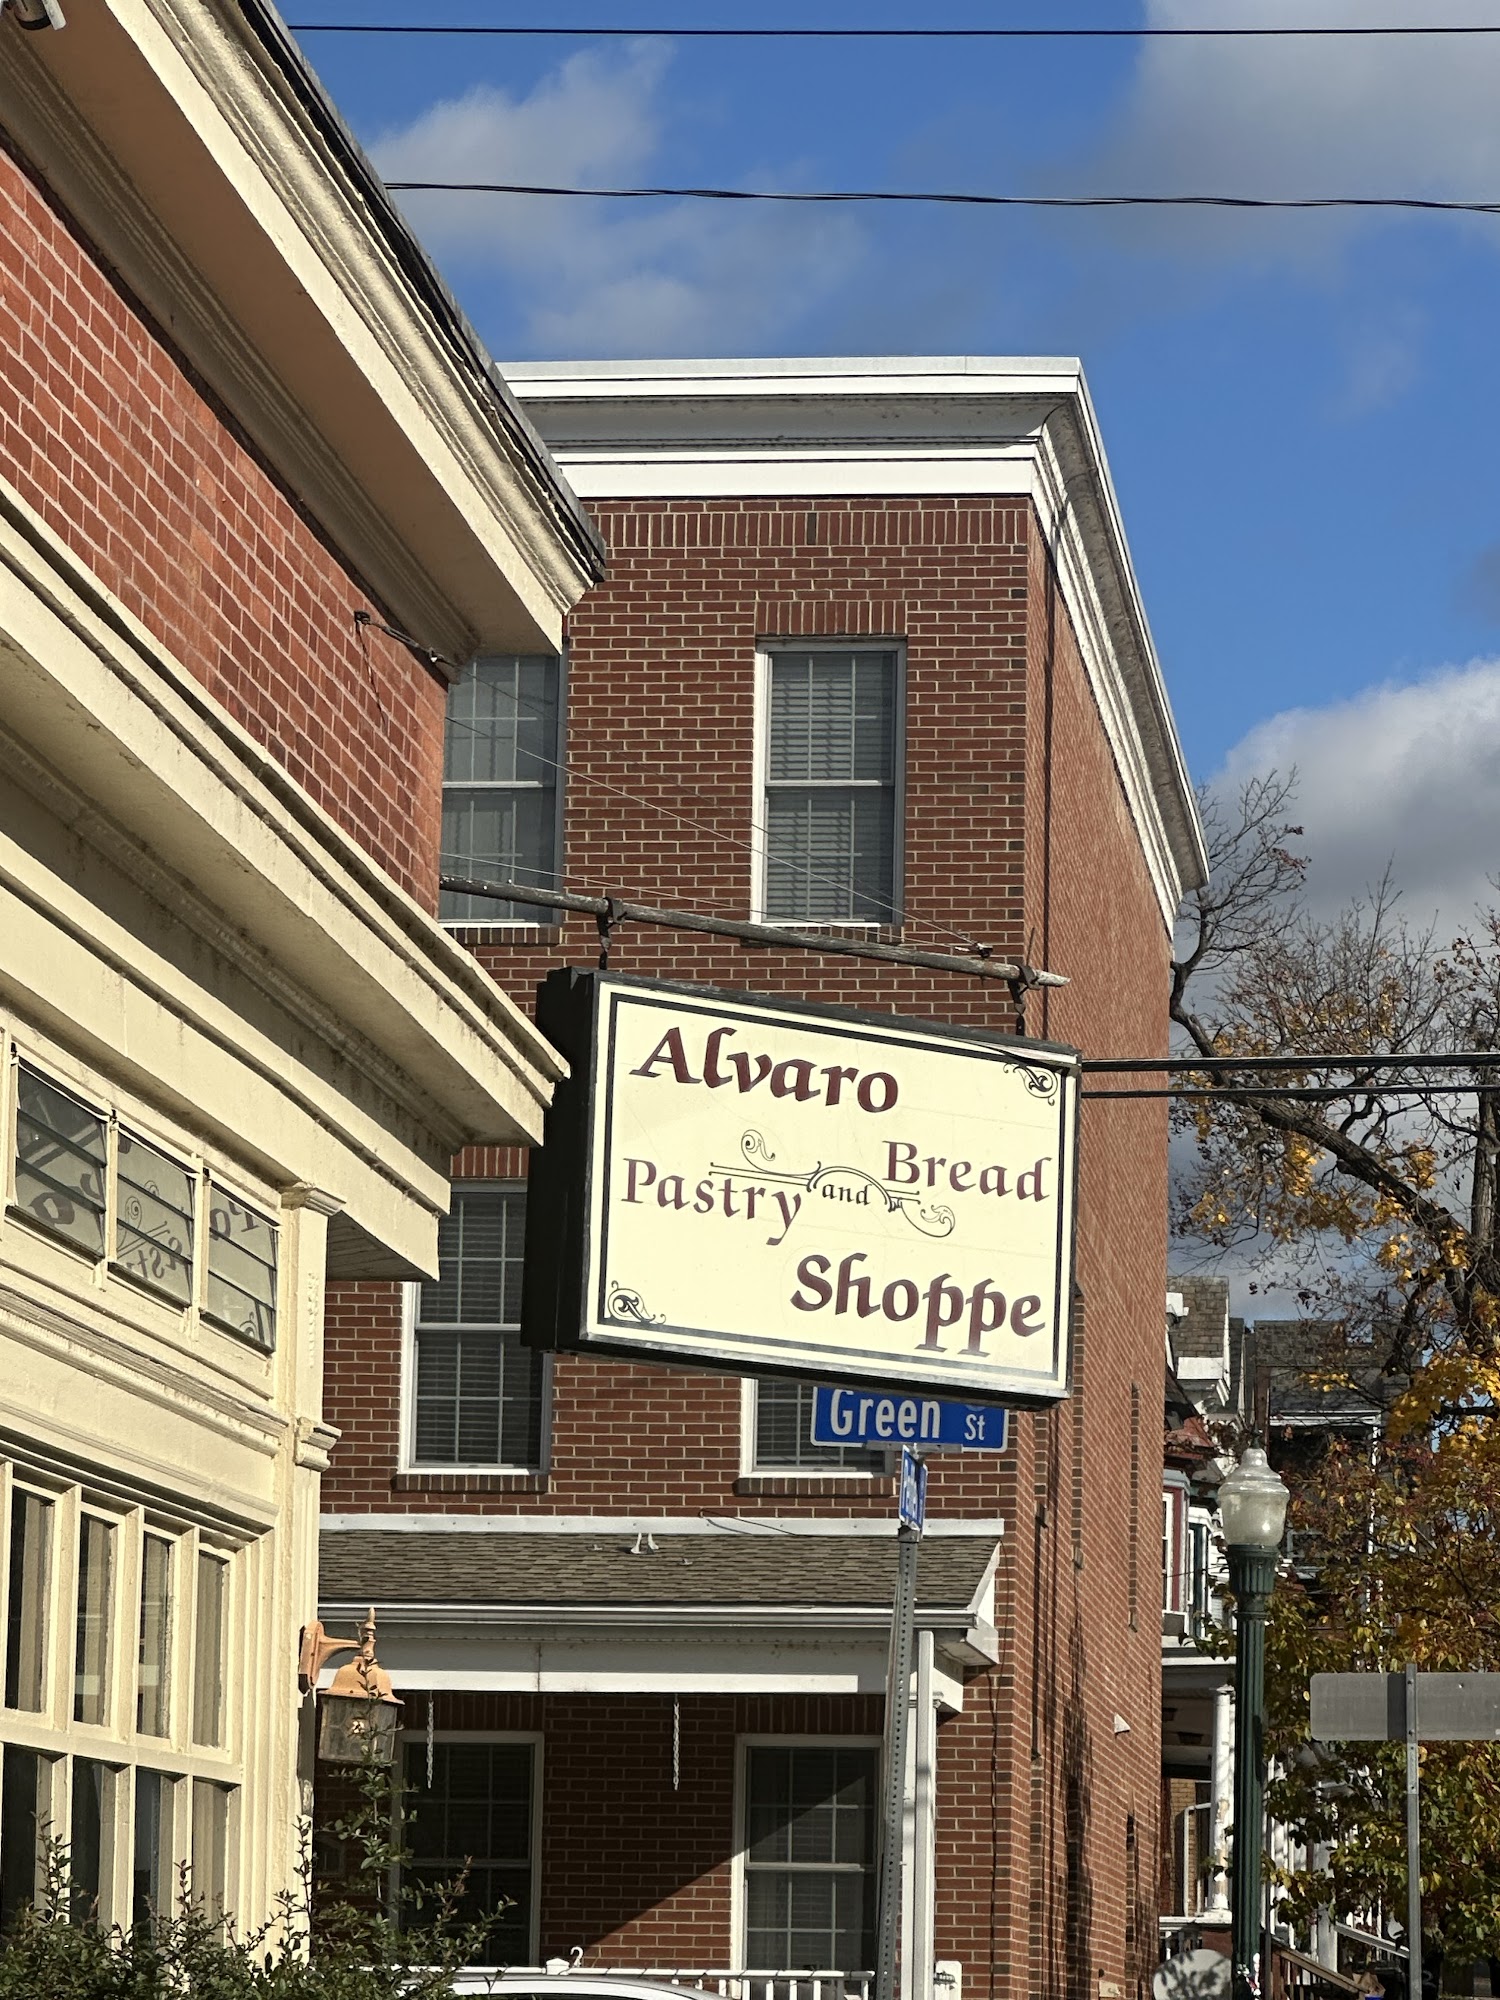 Alvaro
Pastry and Bread
Shoppe
Green St